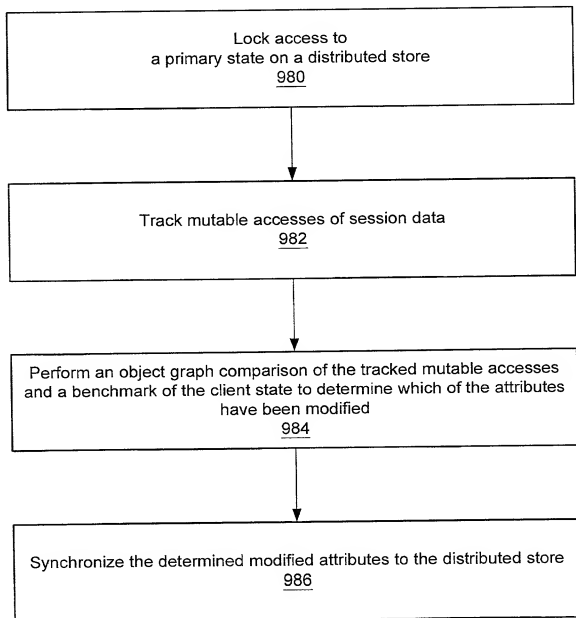 Lock access to
a primary state on a distributed store
980
Track mutable accesses of session data
982
Perform an object graph comparison of the tracked mutable accesses
and a benchmark of the client state to determine which of the attributes
have been modified
984
Synchronize the determined modified attributes to the distributed store
986